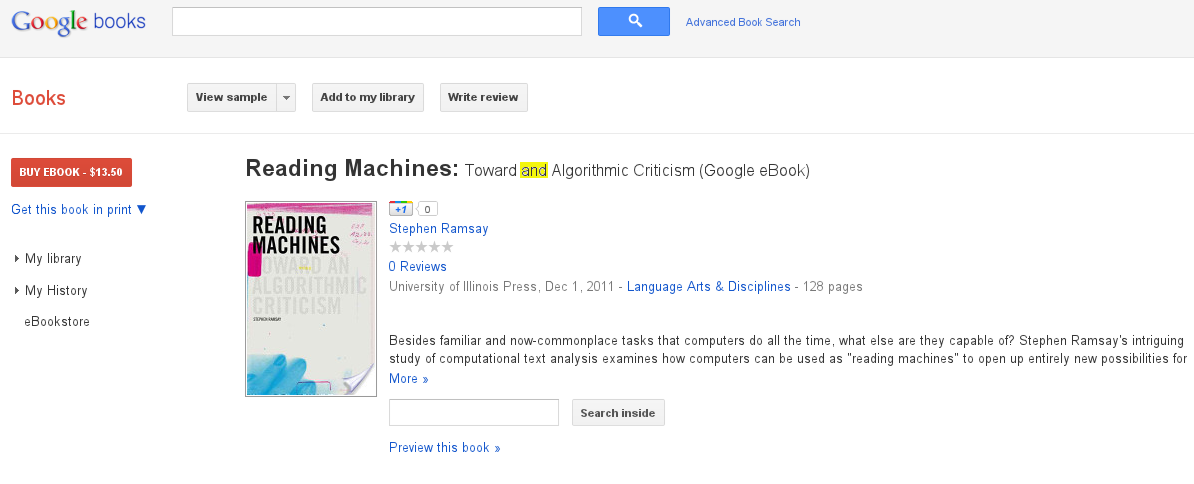 Google books
Advanced Book Search
Books
View sample
Add to my library
Write review
BUY EBOOK - $13.50
Get this book in print ▼
My library
My History
eBookstore
Reading Machines: Toward and Algorithmic Criticism (Google eBook)
READING
MACHINES
TOWARD AN
ALGORITHMIC
CRITICISM
STEPHEN RAMSAY
+1 0
Stephen Ramsay
0 Reviews
University of Illinois Press, Dec 1, 2011 - Language Arts & Disciplines - 128 pages
Besides familiar and now-commonplace tasks that computers do all the time, what else are they capable of? Stephen Ramsay's intriguing
study of computational text analysis examines how computers can be used as "reading machines" to open up entirely new possibilities for
More »
Search inside
Preview this book »